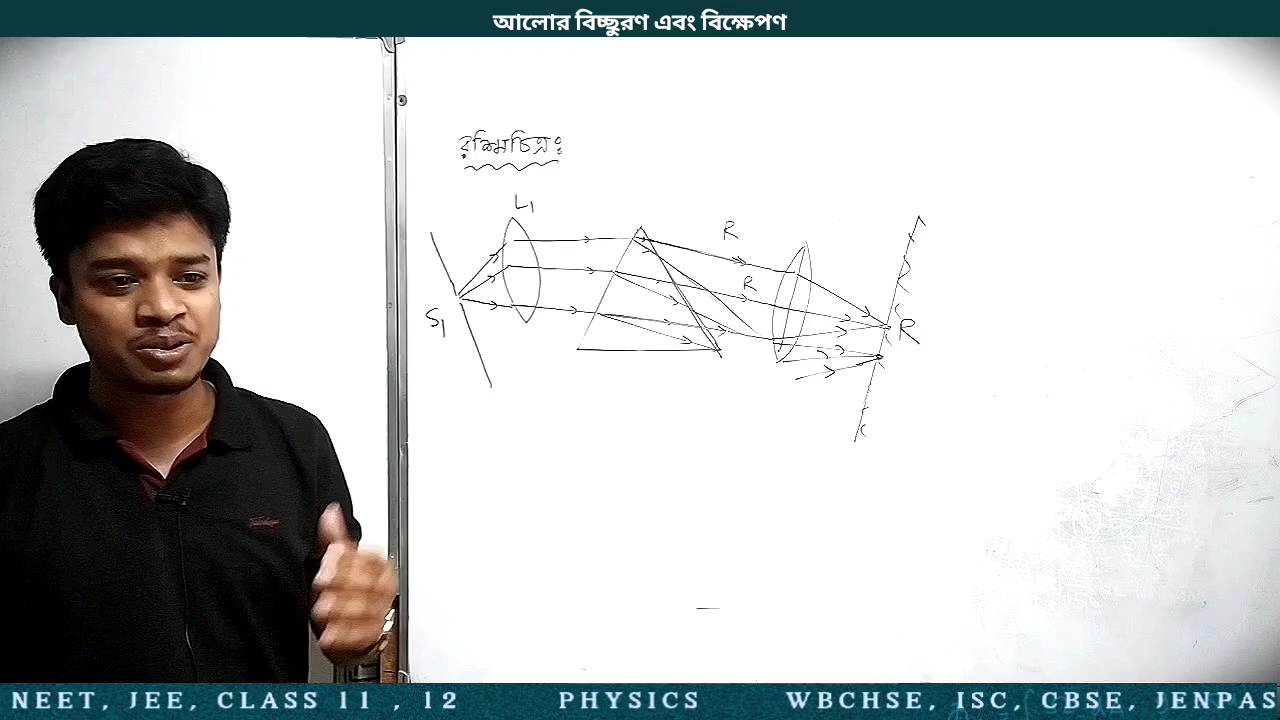 আলোর বিচ্ছুরণ এবং বিক্ষেপণ
রশ্মিচিত্রঃ
L₁
R
R
S₁
R
NEET, JEE, CLASS 11 , 12 PHYSICS WBCHSE, ISC, CBSE, JENPAS